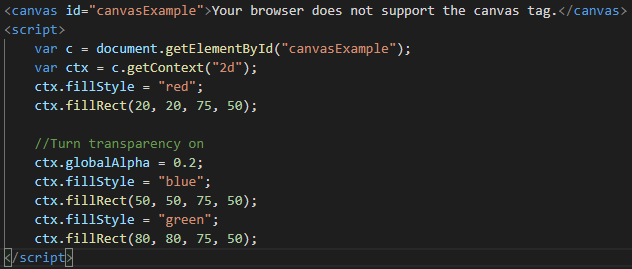 <canvas id="canvasExample">Your browser does not support the canvas tag.</canvas>
<script>
    var c = document.getElementById("canvasExample");
    var ctx = c.getContext("2d");
    ctx.fillStyle = "red";
    ctx.fillRect(20, 20, 75, 50);

    //Turn transparency on
    ctx.globalAlpha = 0.2;
    ctx.fillStyle = "blue";
    ctx.fillRect(50, 50, 75, 50);
    ctx.fillStyle = "green";
    ctx.fillRect(80, 80, 75, 50);
</script>